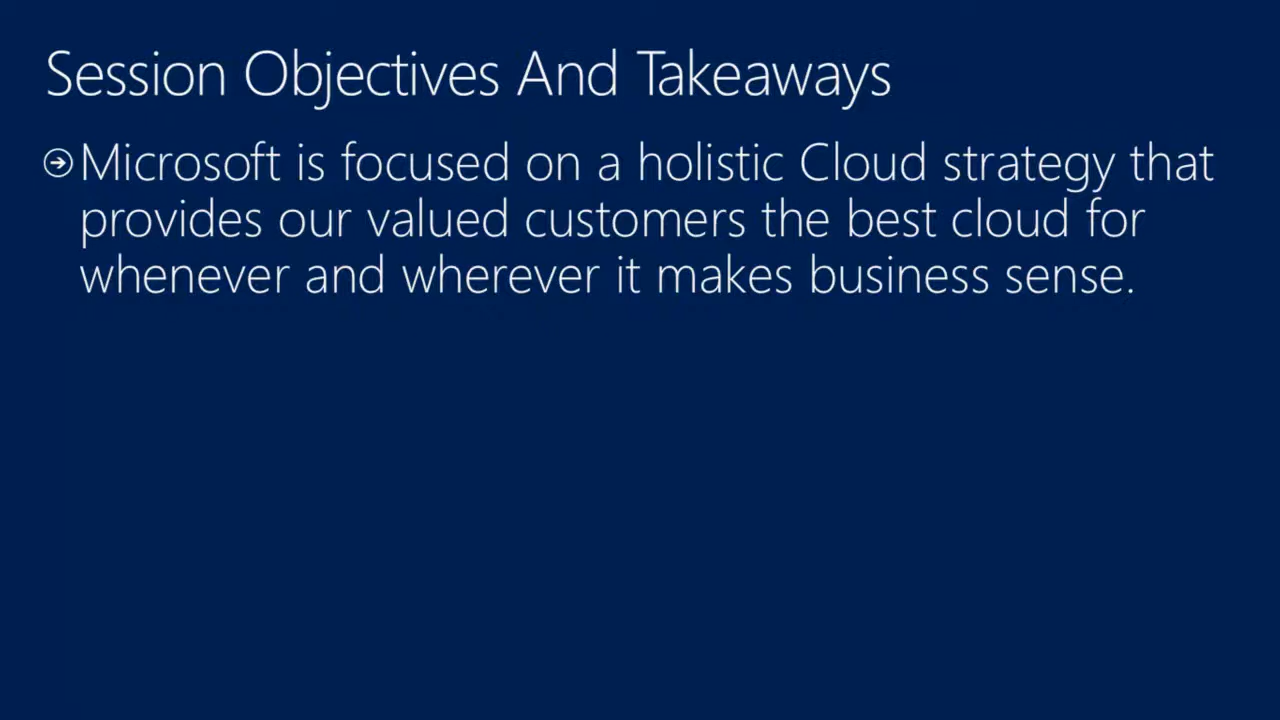 Session Objectives And Takeaways
Microsoft is focused on a holistic Cloud strategy that
provides our valued customers the best cloud for
whenever and wherever it makes business sense.